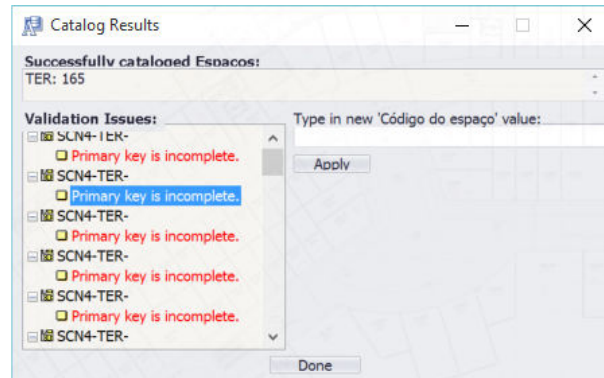 Catalog Results
Successfully cataloged Espaços:
TER: 165
Validation Issues:
SCN4-TER-
Primary key is incomplete.
SCN4-TER-
Primary key is incomplete.
SCN4-TER-
Primary key is incomplete.
SCN4-TER-
Primary key is incomplete.
SCN4-TER-
Primary key is incomplete.
SCN4-TER-
Type in new 'Código do espaço' value:
Apply
Done